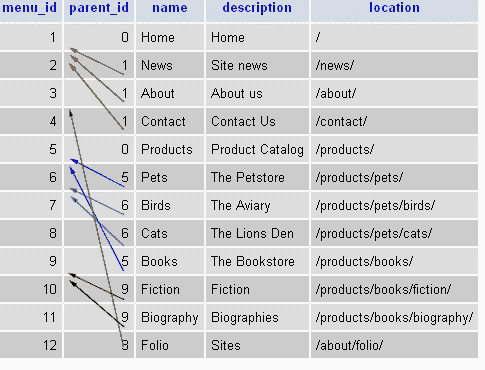 menu_id parent_id name description location
1 0 Home Home /
2 1 News Site news /news/
3 1 About About us /about/
4 1 Contact Contact Us /contact/
5 0 Products Product Catalog /products/
6 5 Pets The Petstore /products/pets/
7 6 Birds The Aviary /products/pets/birds/
8 6 Cats The Lions Den /products/pets/cats/
9 5 Books The Bookstore /products/books/
10 9 Fiction Fiction /products/books/fiction/
11 9 Biography Biographies /products/books/biography/
12 3 Folio Sites /about/folio/